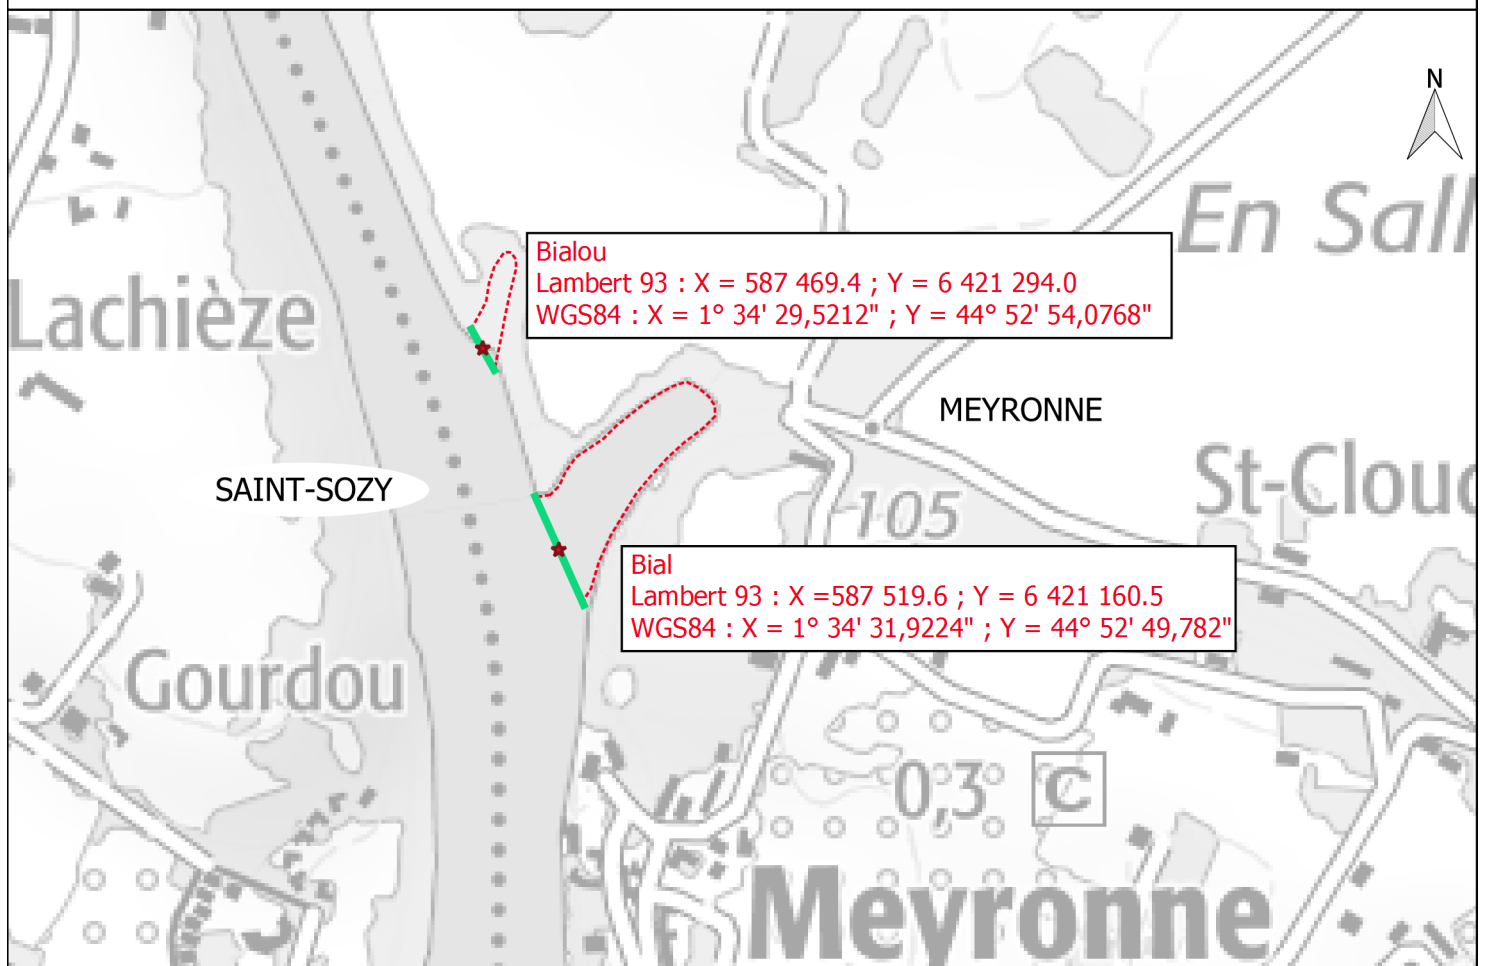 N
En Sall
Bialou
Lambert 93 : X = 587 469.4 ; Y = 6 421 294.0
WGS84 : X = 1° 34' 29,5212" ; Y = 44° 52' 54,0768"
Lachièze
MEYRONNE
SAINT-SOZY
St-Cloud
105
Bial
Lambert 93 : X =587 519.6 ; Y = 6 421 160.5
WGS84 : X = 1° 34' 31,9224" ; Y = 44° 52' 49,782"
Gourdou
0,3 C
Meyronne